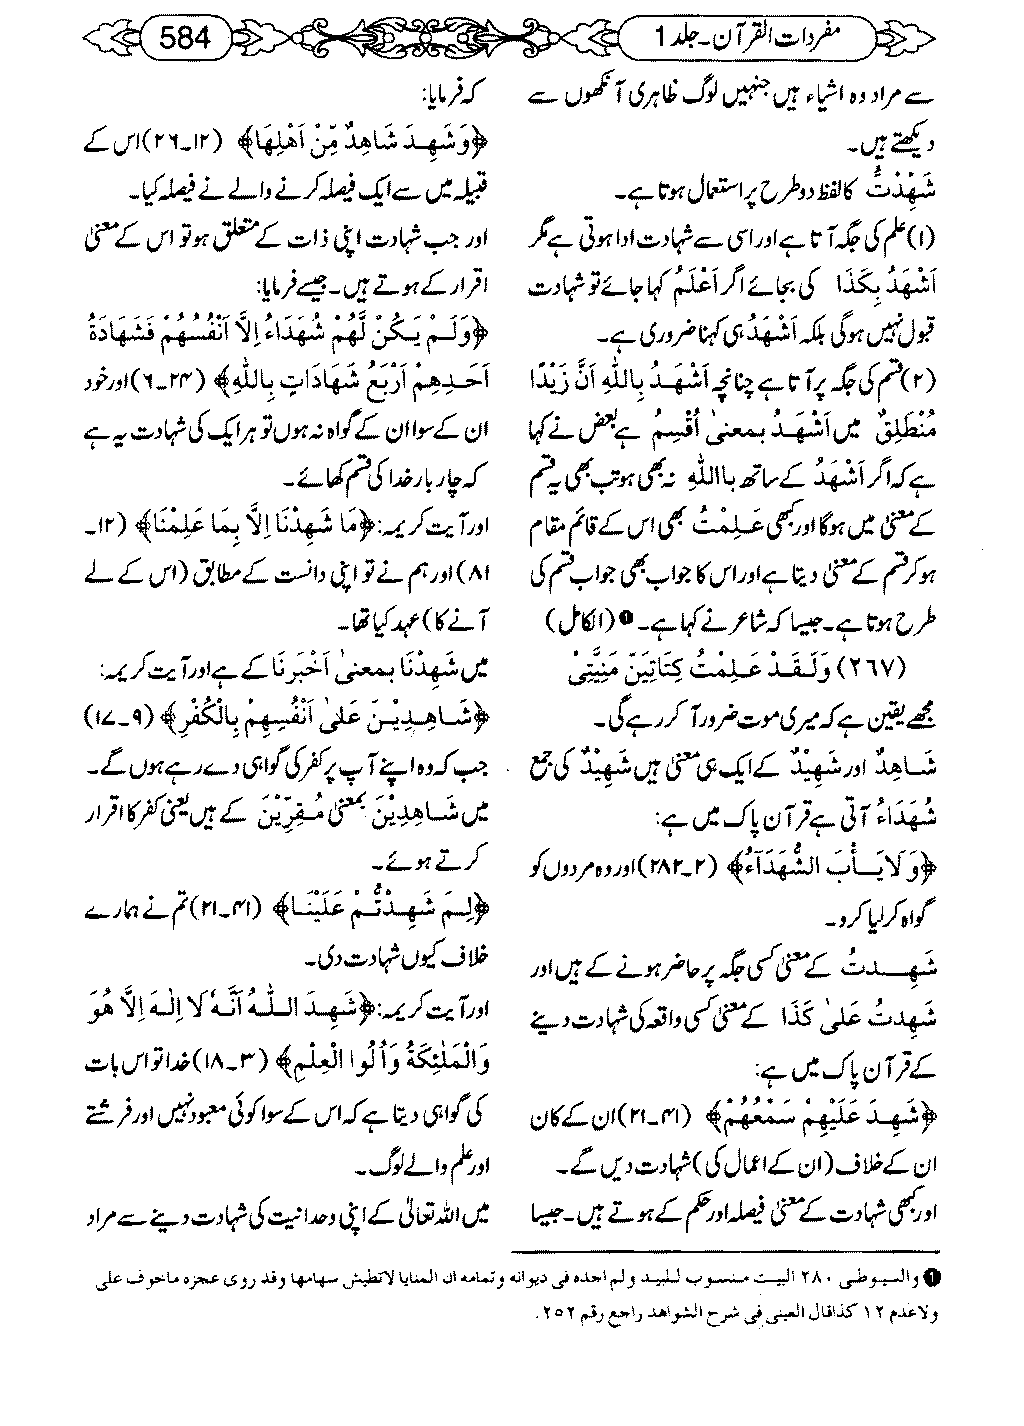 مفردات القرآن۔جلد 1
584
سے مراد وہ اشیاء ہیں جنہیں لوگ ظاہری آنکھوں سے
دیکھتے ہیں۔
شَهِدْتُّ کا لفظ دو طرح پر استعمال ہوتا ہے۔
(۱) علم کی جگہ آتا ہے اور اسی سے شہادت ادا ہوتی ہے مگر
اَشْهَدُ بِكَذَا کی بجائے اگر اَعْلَمُ کہا جائے تو شہادت
قبول نہیں ہوگی بلکہ اَشْهَدُ ہی کہنا ضروری ہے۔
(۲) قسم کی جگہ پر آتا ہے چنانچہ اَشْهَدُ بِاللّٰهِ اَنَّ زَيْدًا
مُنْطَلِقٌ میں اَشْهَدُ بمعنیٰ اُقْسِمُ ہے بعض نے کہا
ہے کہ اگر اَشْهَدُ کے ساتھ باللّٰهِ نہ بھی ہو تب بھی یہ قسم
کے معنیٰ میں ہوگا اور کبھی عَلِمْتُ بھی اس کے قائم مقام
ہو کر قسم کے معنیٰ دیتا ہے اور اس کا جواب بھی جواب قسم کی
طرح ہوتا ہے۔ جیسا کہ شاعر نے کہا ہے۔❶ (الکامل)
(۲٦۷) وَلَقَدْ عَلِمْتُ لَتَاتِيَنَّ مَنِيَّتِيْ
مجھے یقین ہے کہ میری موت ضرور آ کر رہے گی۔
شَاهِدٌ اور شَهِيْدٌ کے ایک ہی معنیٰ ہیں شَهِيْدٌ کی جمع
شُهَدَاءُ آتی ہے قرآن پاک میں ہے:
﴿وَلَا يَأْبَ الشُّهَدَآءُ﴾ (۲۔۲۸۲) اور وہ مردوں کو
گواہ کر لیا کرو۔
شَهِدتُ کے معنیٰ کسی جگہ پر حاضر ہونے کے ہیں اور
شَهِدتُ عَلیٰ كَذَا کے معنیٰ کسی واقعہ کی شہادت دینے
کے قرآن پاک میں ہے:
﴿شَهِدَ عَلَيْهِمْ سَمْعُهُمْ﴾ (۴۱۔۲۱) ان کے کان
ان کے خلاف (ان کے اعمال کی) شہادت دیں گے۔
اور کبھی شہادت کے معنیٰ فیصلہ اور حکم کے ہوتے ہیں۔ جیسا
کہ فرمایا:
﴿وَشَهِدَ شَاهِدٌ مِّنْ اَهْلِهَا﴾ (۱۲۔۲٦) اس کے
قبیلہ میں سے ایک فیصلہ کرنے والے نے فیصلہ کیا۔
اور جب شہادت اپنی ذات کے متعلق ہو تو اس کے معنیٰ
اقرار کے ہوتے ہیں۔ جیسے فرمایا:
﴿وَلَمْ يَكُنْ لَّهُمْ شُهَدَاءُ اِلَّا اَنْفُسُهُمْ فَشَهَادَةُ
اَحَدِهِمْ اَرْبَعُ شَهَادَاتٍ بِاللّٰهِ﴾ (۲۴۔٦) اور خود
ان کے سوا ان کے گواہ نہ ہوں تو ہر ایک کی شہادت یہ ہے
کہ چار بار خدا کی قسم کھائے۔
اور آیت کریمہ: ﴿مَا شَهِدْنَا اِلَّا بِمَا عَلِمْنَا﴾ (۱۲۔
۸۱) اور ہم نے تو اپنی دانست کے مطابق (اس کے لے
آنے کا) عہد کیا تھا۔
میں شَهِدْنَا بمعنیٰ اَخْبَرنَا کے ہے اور آیت کریمہ:
﴿شَاهِدِيْنَ عَلیٰ اَنْفُسِهِمْ بِالْكُفْرِ﴾ (۹۔۱۷)
جب کہ وہ اپنے آپ پر کفر کی گواہی دے رہے ہوں گے۔
میں شَاهِدِيْنَ بمعنیٰ مُقِرِّيْنَ کے ہیں یعنی کفر کا اقرار
کرتے ہوئے۔
﴿لِمَ شَهِدْتُّمْ عَلَيْنَا﴾ (۴۱۔۲۱) تم نے ہمارے
خلاف کیوں شہادت دی۔
اور آیت کریمہ: ﴿شَهِدَ اللّٰهُ اَنَّهٗ لَا اِلٰهَ اِلَّا هُوَ
وَالْمَلٰئِكَةُ وَاُلُوا الْعِلْمِ﴾ (۳۔۱۸) خدا تو اس بات
کی گواہی دیتا ہے کہ اس کے سوا کوئی معبود نہیں اور فرشتے
اور علم والے لوگ۔
میں اللہ تعالیٰ کے اپنی وحدانیت کی شہادت دینے سے مراد
❶ والسیوطی ۲۸۰ البیت منسوب للبید ولم احده فی دیوانه وتمامه ان المنایا لاتطیش سهامها وقد روی عجزه ماخوف علی
ولاعدم ۱۲ کذاقال العینی فی شرح الشواهد راجع رقم ۲۵۲.